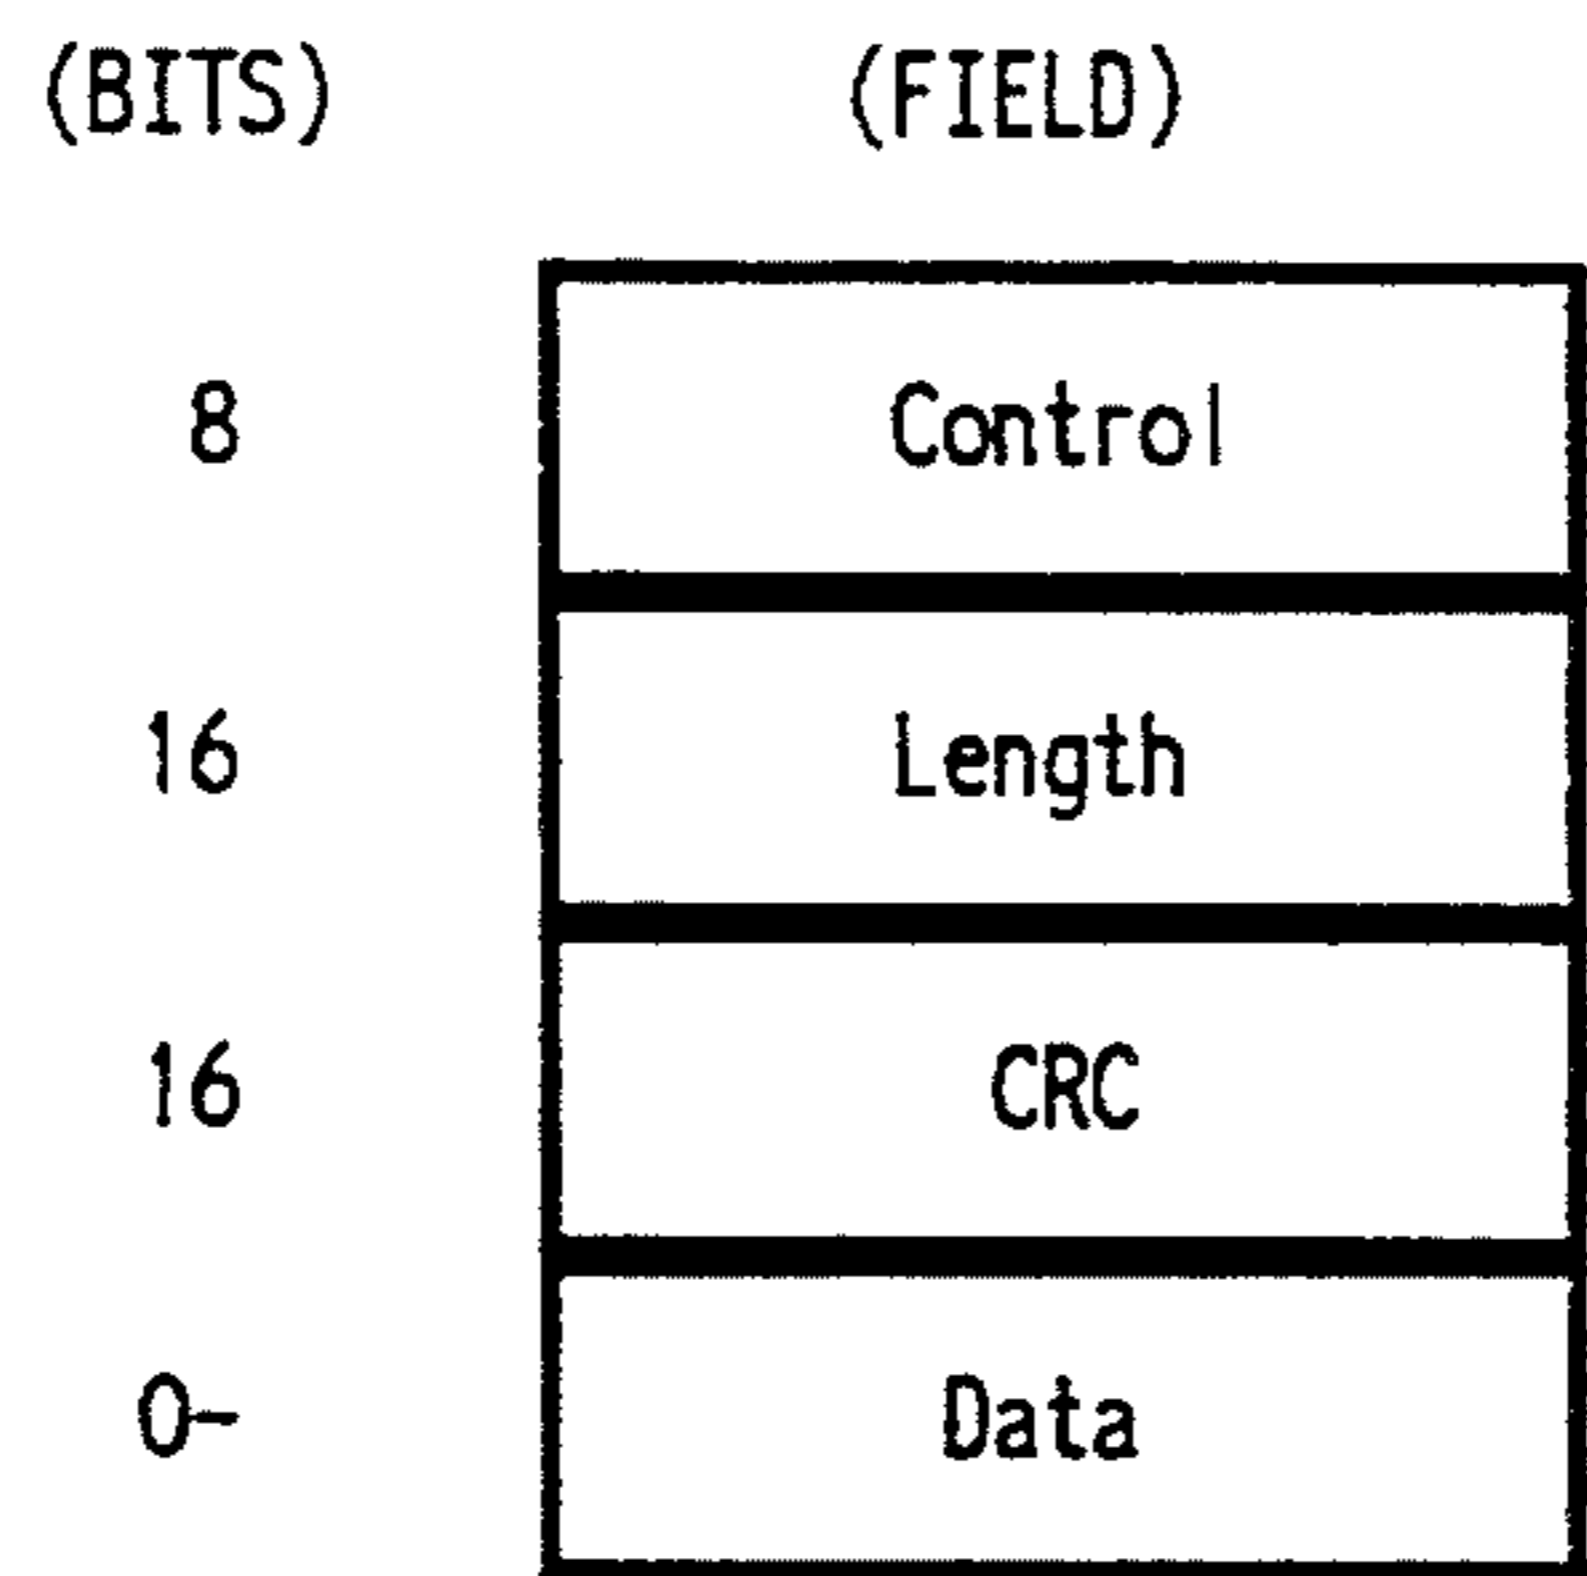 (BITS) (FIELD)
8 Control
16 Length
16 CRC
0- Data